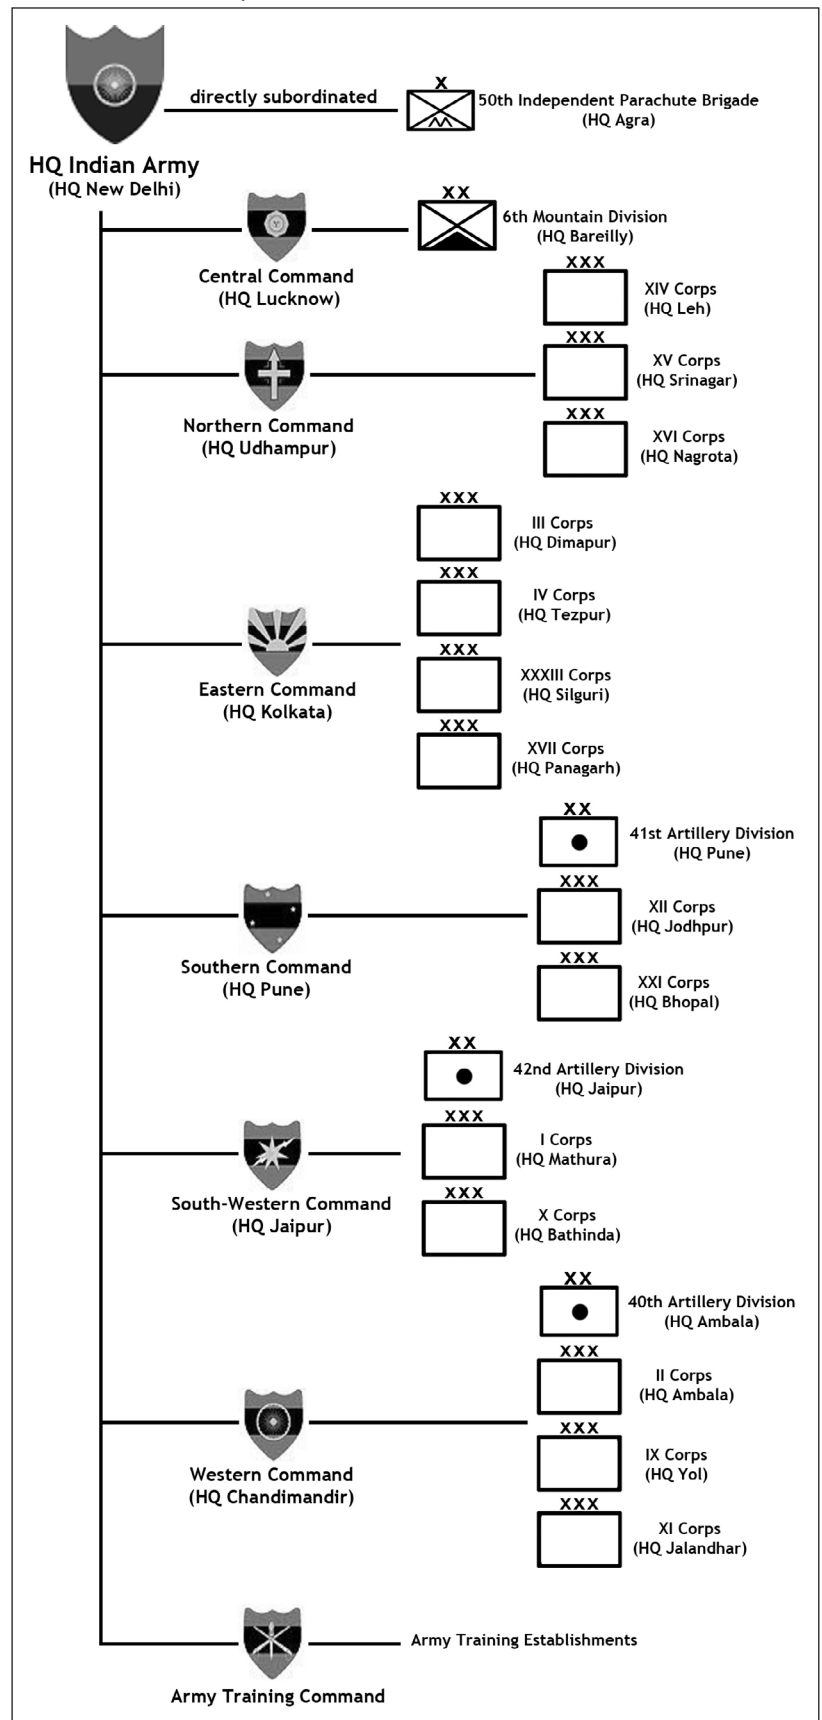 directly subordinated
X
50th Independent Parachute Brigade
(HQ Agra)
HQ Indian Army
(HQ New Delhi)
XX
6th Mountain Division
(HQ Bareilly)
Central Command
(HQ Lucknow)
XXX
XIV Corps
(HQ Leh)
XXX
XV Corps
(HQ Srinagar)
Northern Command
(HQ Udhampur)
XXX
XVI Corps
(HQ Nagrota)
XXX
III Corps
(HQ Dimapur)
XXX
IV Corps
(HQ Tezpur)
Eastern Command
(HQ Kolkata)
XXX
XXXIII Corps
(HQ Silguri)
XXX
XVII Corps
(HQ Panagarh)
XX
41st Artillery Division
(HQ Pune)
XXX
XII Corps
(HQ Jodhpur)
Southern Command
(HQ Pune)
XXX
XXI Corps
(HQ Bhopal)
XX
42nd Artillery Division
(HQ Jaipur)
XXX
I Corps
(HQ Mathura)
South-Western Command
(HQ Jaipur)
XXX
X Corps
(HQ Bathinda)
XX
40th Artillery Division
(HQ Ambala)
XXX
II Corps
(HQ Ambala)
Western Command
(HQ Chandimandir)
XXX
IX Corps
(HQ Yol)
XXX
XI Corps
(HQ Jalandhar)
Army Training Establishments
Army Training Command